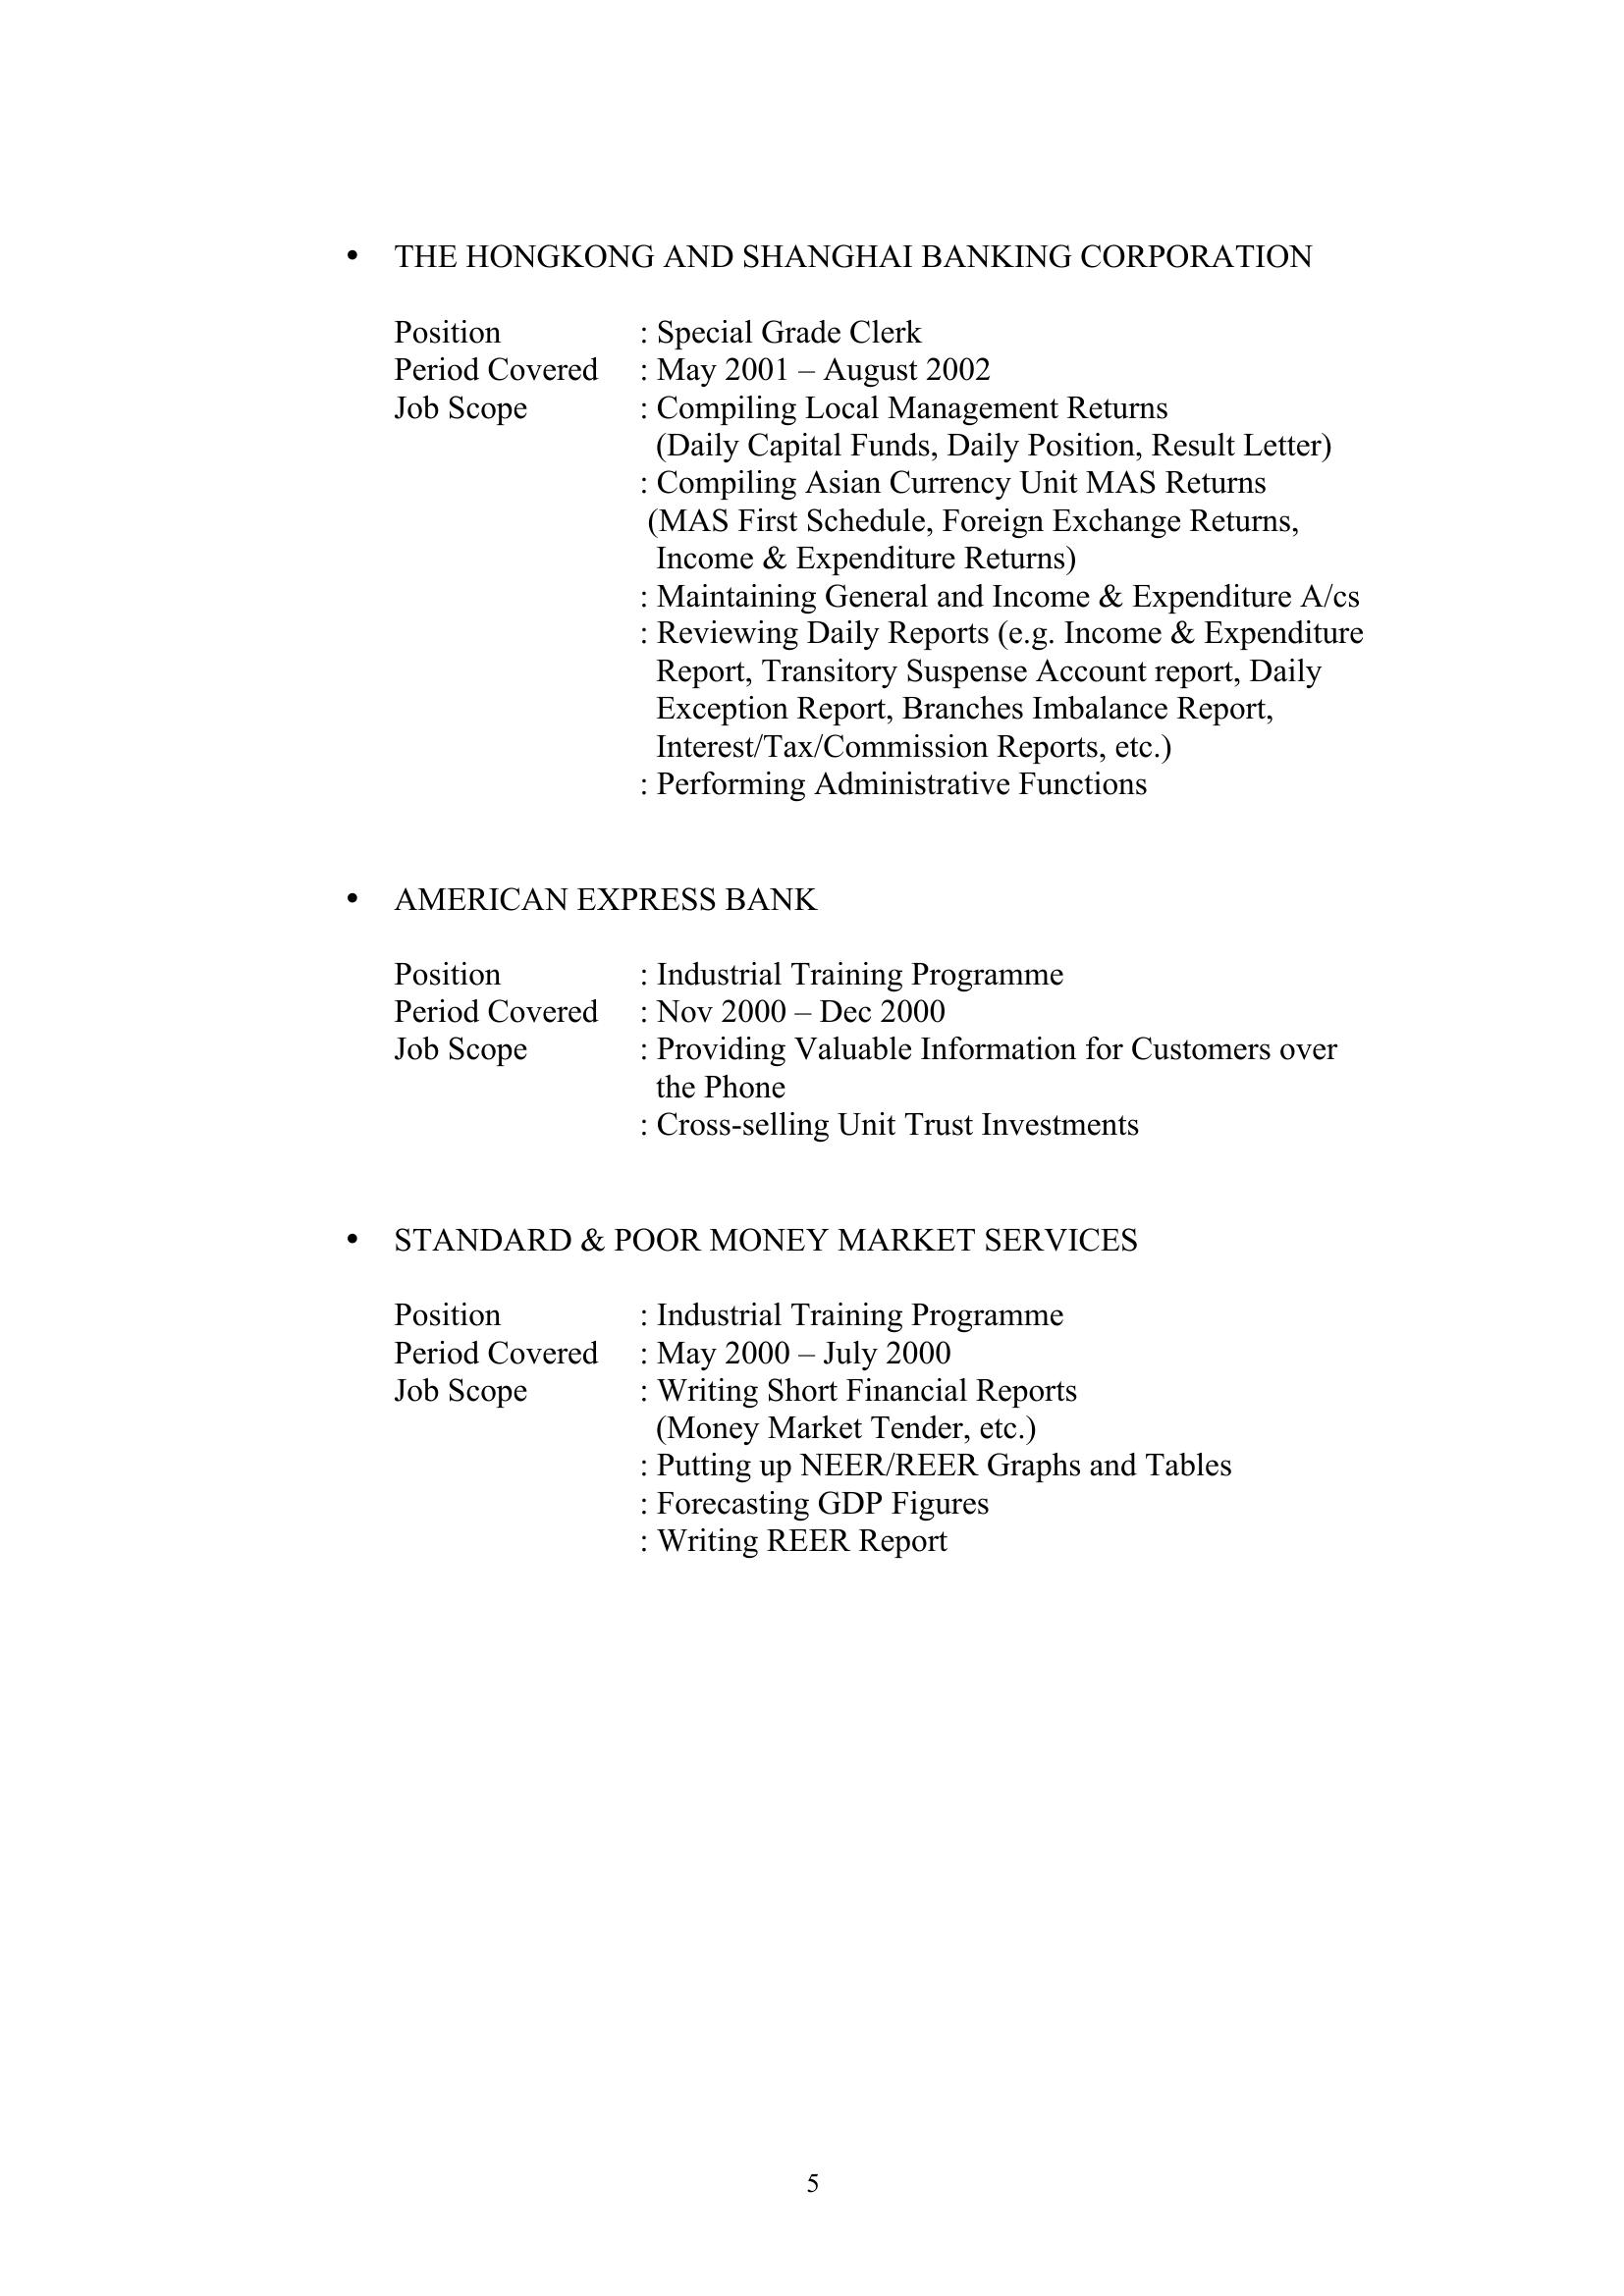 • THE HONGKONG AND SHANGHAI BANKING CORPORATION
Position : Special Grade Clerk
Period Covered : May 2001 – August 2002
Job Scope : Compiling Local Management Returns
(Daily Capital Funds, Daily Position, Result Letter)
: Compiling Asian Currency Unit MAS Returns
(MAS First Schedule, Foreign Exchange Returns,
Income & Expenditure Returns)
: Maintaining General and Income & Expenditure A/cs
: Reviewing Daily Reports (e.g. Income & Expenditure
Report, Transitory Suspense Account report, Daily
Exception Report, Branches Imbalance Report,
Interest/Tax/Commission Reports, etc.)
: Performing Administrative Functions
• AMERICAN EXPRESS BANK
Position : Industrial Training Programme
Period Covered : Nov 2000 – Dec 2000
Job Scope : Providing Valuable Information for Customers over
the Phone
: Cross-selling Unit Trust Investments
• STANDARD & POOR MONEY MARKET SERVICES
Position : Industrial Training Programme
Period Covered : May 2000 – July 2000
Job Scope : Writing Short Financial Reports
(Money Market Tender, etc.)
: Putting up NEER/REER Graphs and Tables
: Forecasting GDP Figures
: Writing REER Report
5